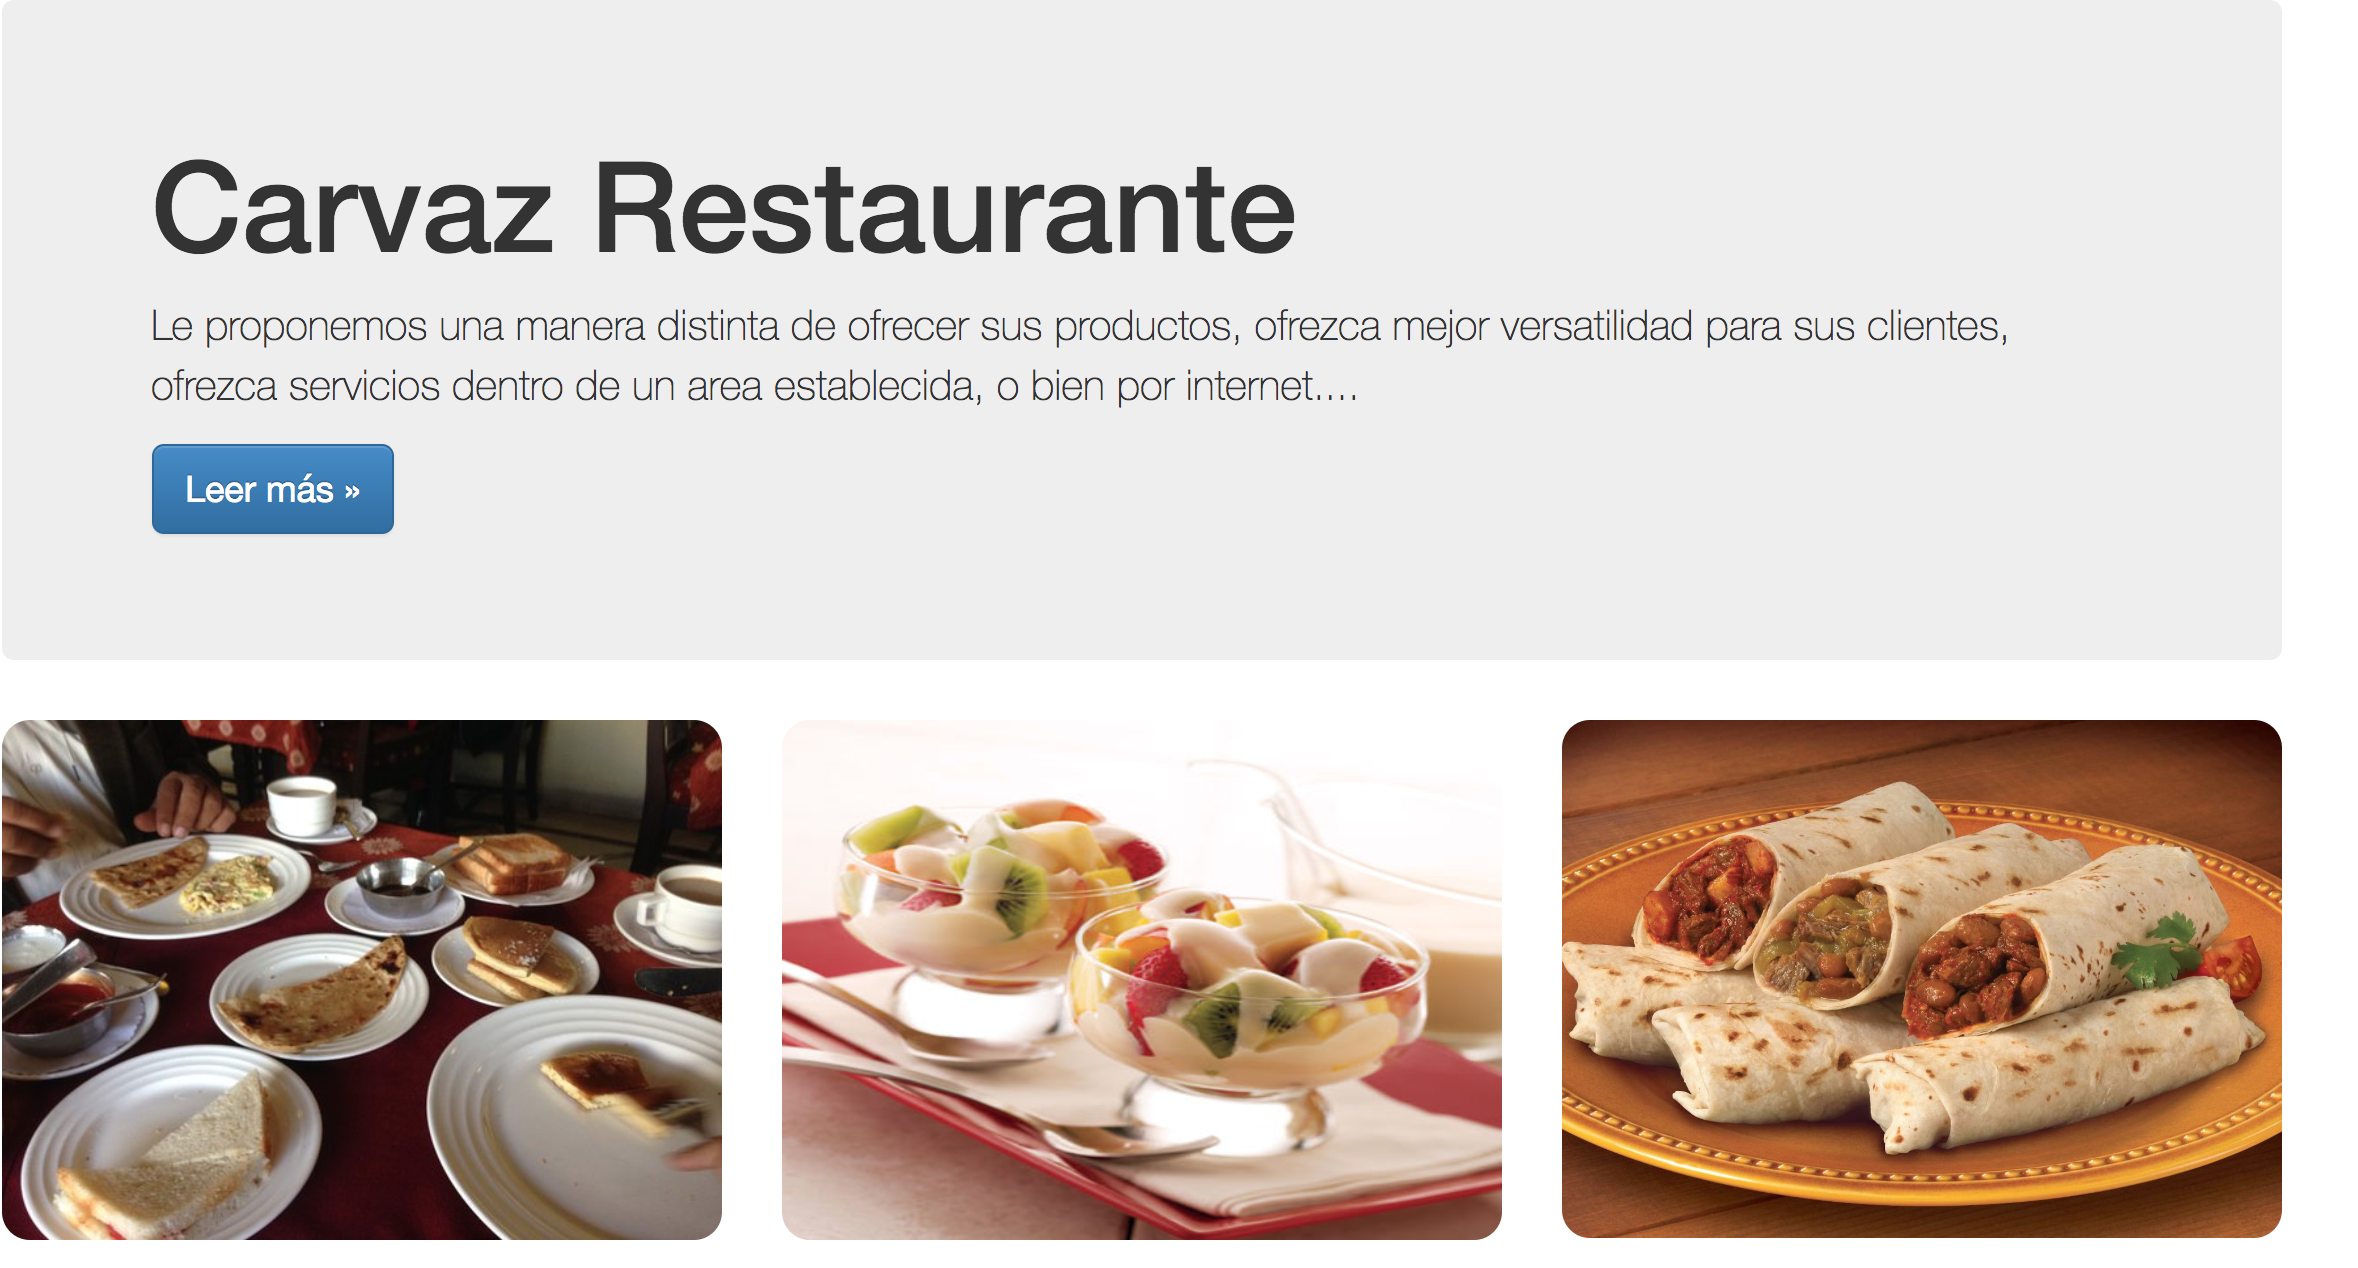 Carvaz Restaurante
Le proponemos una manera distinta de ofrecer sus productos, ofrezca mejor versatilidad para sus clientes,
ofrezca servicios dentro de un area establecida, o bien por internet....
Leer más »